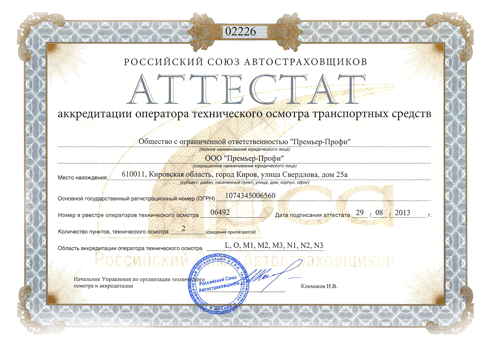 02226
РОССИЙСКИЙ СОЮЗ АВТОСТРАХОВЩИКОВ
АТТЕСТАТ
аккредитации оператора технического осмотра транспортных средств
Общество с ограниченной ответственностью "Премьер-Профи"
(полное наименование юридического лица)
ООО "Премьер-Профи"
(сокращенное наименование юридического лица)
Место нахождения 610011, Кировская область, город Киров, улица Свердлова, дом 25а
(субъект, район, населенный пункт, улица, дом, корпус, офис)
Основной государственный регистрационный номер (ОГРН) 1074345006560
Номер в реестре операторов технического осмотра 06492 Дата подписания аттестата 29 / 08 / 2013 г.
Количество пунктов, технического осмотра 2 (сведения прилагаются)
Область аккредитации оператора технического осмотра L, O, M1, M2, M3, N1, N2, N3
рса
Российский Союз Автостраховщиков
Начальник Управления по организации технического
осмотра и аккредитации Климаков И.В.
Российский Союз
Автостраховщиков